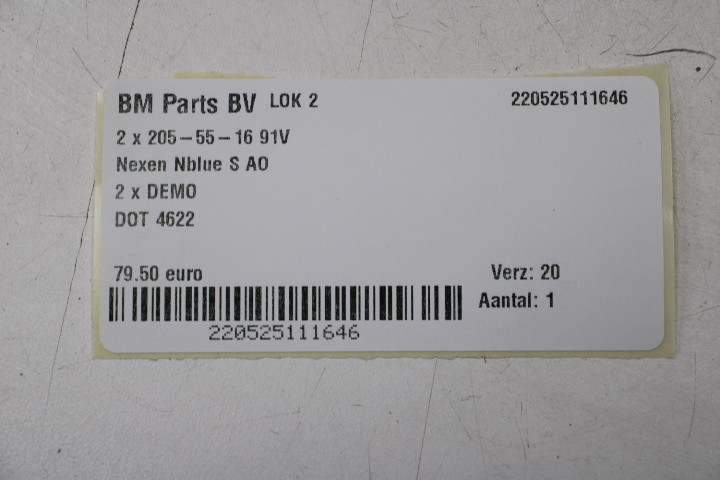 BM Parts BV LOK 2 220525111646
2 x 205-55-16 91V
Nexen Nblue S AO
2 x DEMO
DOT 4622
79.50 euro Verz: 20
Aantal: 1
220525111646